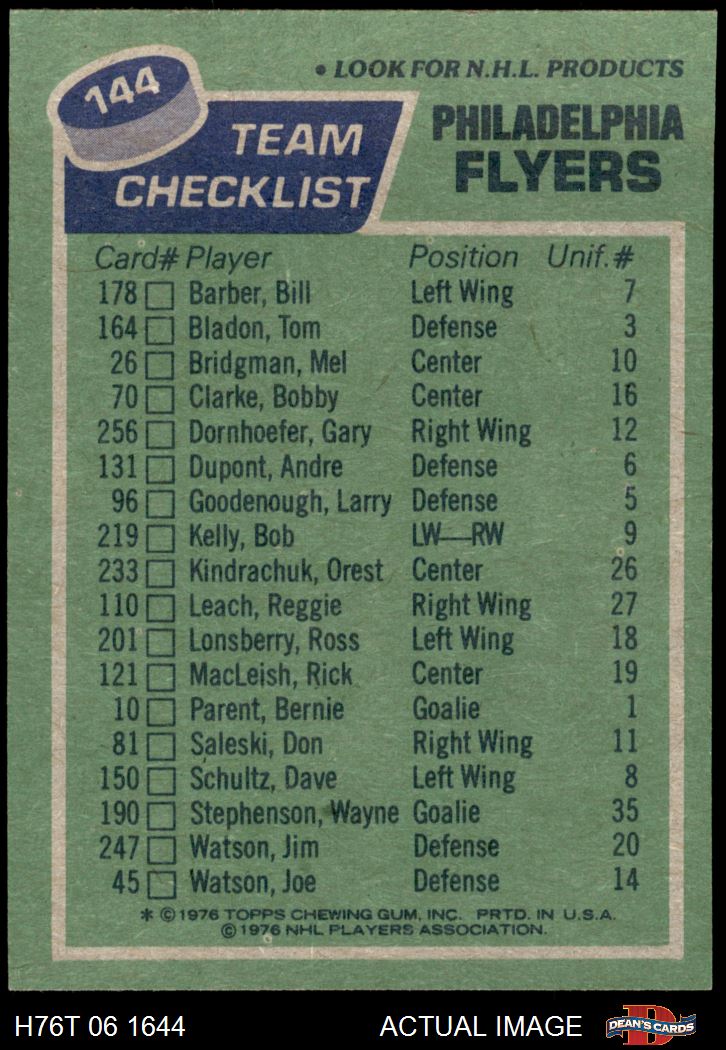 • LOOK FOR N.H.L. PRODUCTS
144
TEAM CHECKLIST
PHILADELPHIA FLYERS
Card# Player Position Unif.#
178 Barber, Bill Left Wing 7
164 Bladon, Tom Defense 3
26 Bridgman, Mel Center 10
70 Clarke, Bobby Center 16
256 Dornhoefer, Gary Right Wing 12
131 Dupont, Andre Defense 6
96 Goodenough, Larry Defense 5
219 Kelly, Bob LW—RW 9
233 Kindrachuk, Orest Center 26
110 Leach, Reggie Right Wing 27
201 Lonsberry, Ross Left Wing 18
121 MacLeish, Rick Center 19
10 Parent, Bernie Goalie 1
81 Saleski, Don Right Wing 11
150 Schultz, Dave Left Wing 8
190 Stephenson, Wayne Goalie 35
247 Watson, Jim Defense 20
45 Watson, Joe Defense 14
* ©1976 TOPPS CHEWING GUM, INC. PRTD. IN U.S.A.
©1976 NHL PLAYERS ASSOCIATION.
H76T 06 1644 ACTUAL IMAGE D DEAN'S CARDS